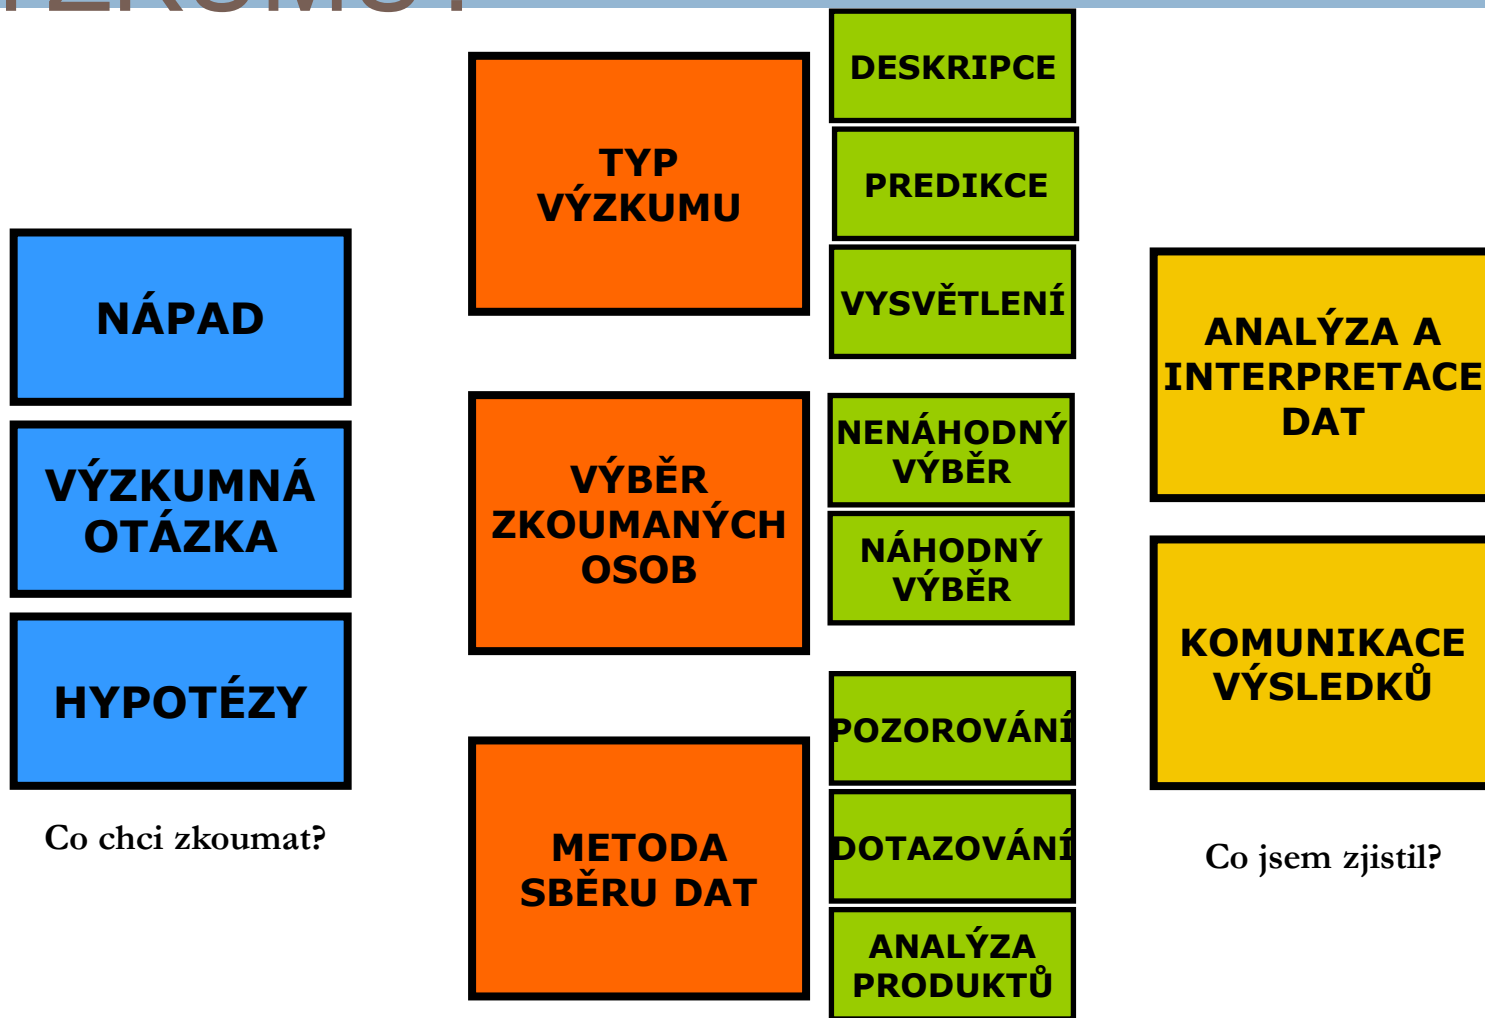 NÁPAD
VÝZKUMNÁ
OTÁZKA
HYPOTÉZY
Co chci zkoumat?
TYP
VÝZKUMU
DESKRIPCE
PREDIKCE
VYSVĚTLENÍ
VÝBĚR
ZKOUMANÝCH
OSOB
NENÁHODNÝ
VÝBĚR
NÁHODNÝ
VÝBĚR
METODA
SBĚRU DAT
POZOROVÁNÍ
DOTAZOVÁNÍ
ANALÝZA
PRODUKTŮ
ANALÝZA A
INTERPRETACE
DAT
KOMUNIKACE
VÝSLEDKŮ
Co jsem zjistil?